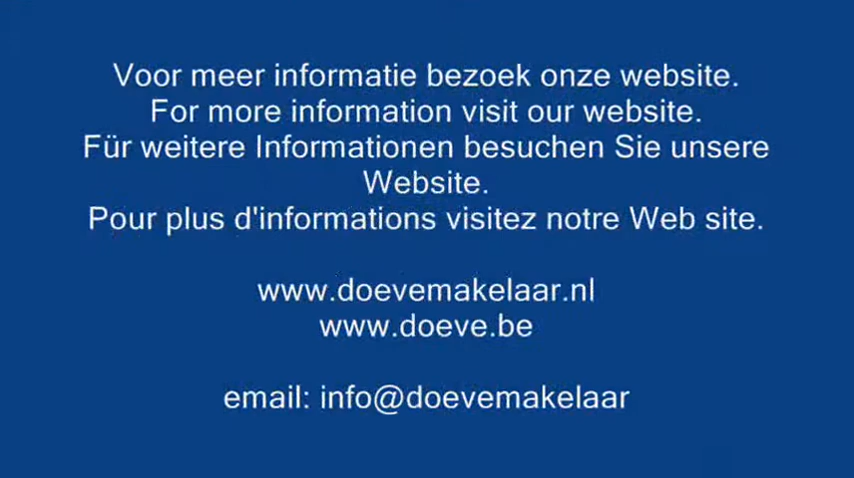 Voor meer informatie bezoek onze website.
For more information visit our website.
Für weitere Informationen besuchen Sie unsere
Website.
Pour plus d'informations visitez notre Web site.
www.doevemakelaar.nl
www.doeve.be
email: info@doevemakelaar